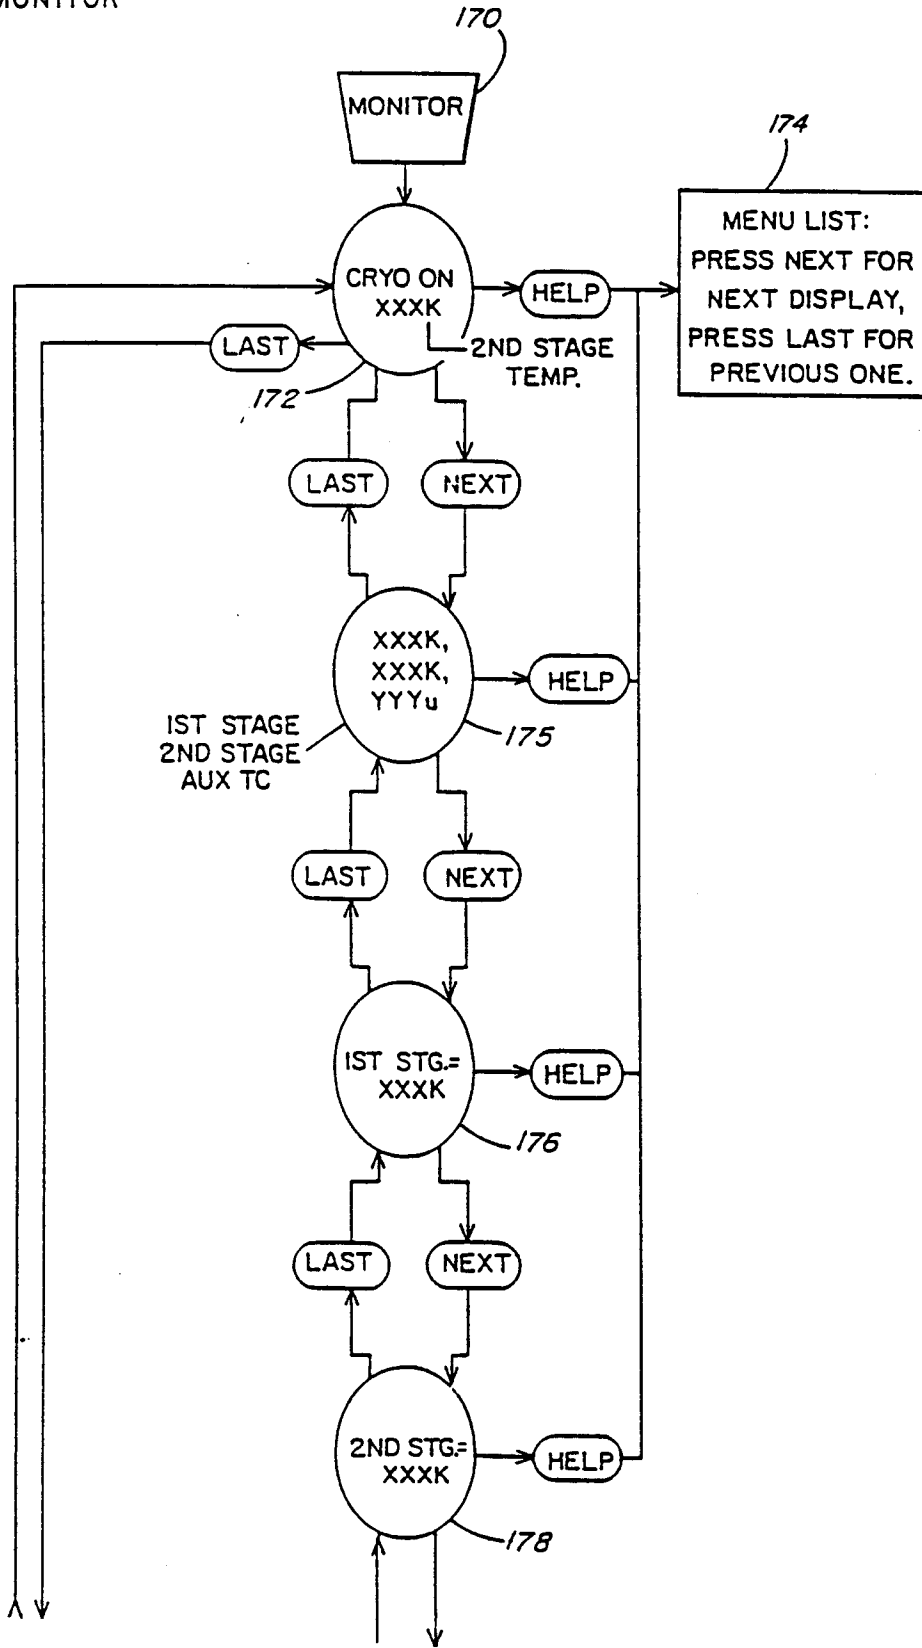 MONITOR
170
MONITOR
174
MENU LIST:
PRESS NEXT FOR
NEXT DISPLAY,
PRESS LAST FOR
PREVIOUS ONE.
CRYO ON
XXXK
HELP
LAST
2ND STAGE
TEMP.
172
LAST
NEXT
XXXK,
XXXK,
YYYu
HELP
1ST STAGE
2ND STAGE
AUX TC
175
LAST
NEXT
1ST STG.=
XXXK
HELP
176
LAST
NEXT
2ND STG.=
XXXK
HELP
178